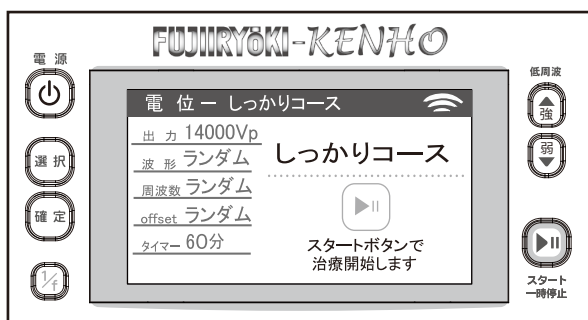 FUJIIRYOKI-KENHO
電源
選択
確定
1/f
電 位 ー しっかりコース
出 力 14000Vp
波 形 ランダム
周波数 ランダム
offset ランダム
タイマー 60分
しっかりコース
スタートボタンで
治療開始します
低周波
強
弱
スタート
一時停止